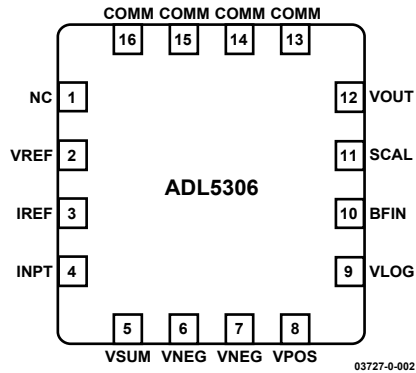 COMM COMM COMM COMM
16 15 14 13
NC 1
12 VOUT
VREF 2
11 SCAL
ADL5306
IREF 3
10 BFIN
INPT 4
9 VLOG
5 6 7 8
VSUM VNEG VNEG VPOS
03727-0-002